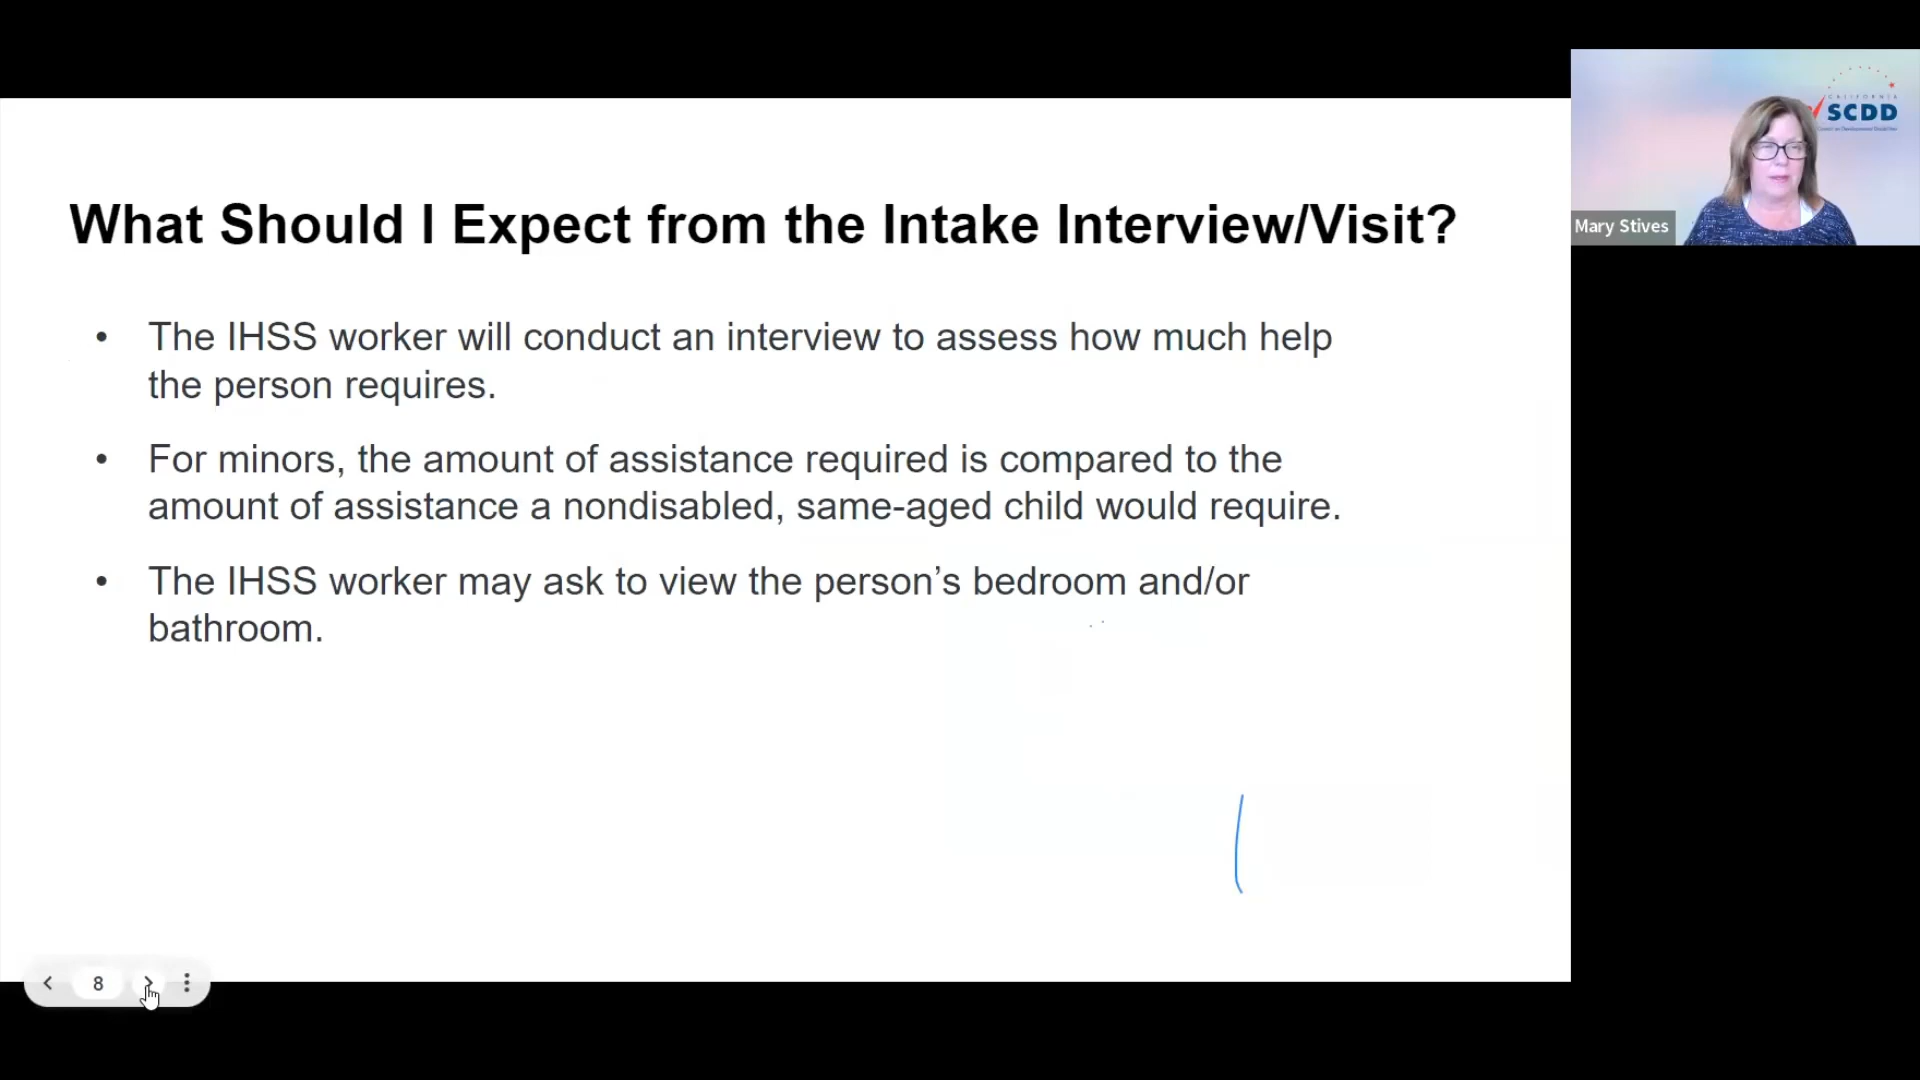 What Should I Expect from the Intake Interview/Visit?
• The IHSS worker will conduct an interview to assess how much help
the person requires.
• For minors, the amount of assistance required is compared to the
amount of assistance a nondisabled, same-aged child would require.
• The IHSS worker may ask to view the person’s bedroom and/or
bathroom.
CALIFORNIA
SCDD
Mary Stives
8